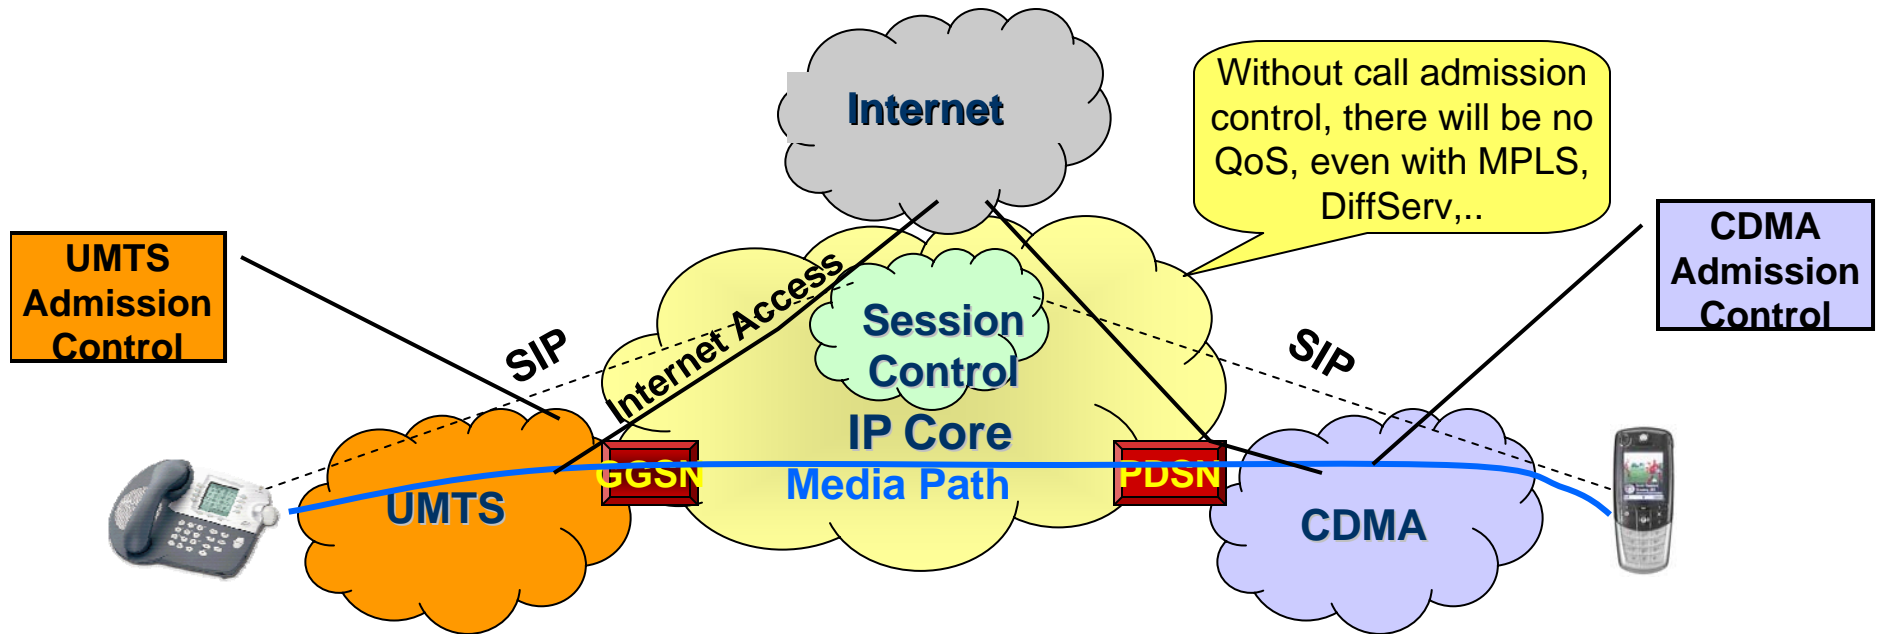 Internet
Without call admission
control, there will be no
QoS, even with MPLS,
DiffServ,..
UMTS
Admission
Control
CDMA
Admission
Control
SIP
Internet Access
Session
Control
SIP
IP Core
GGSN
Media Path
PDSN
UMTS
CDMA